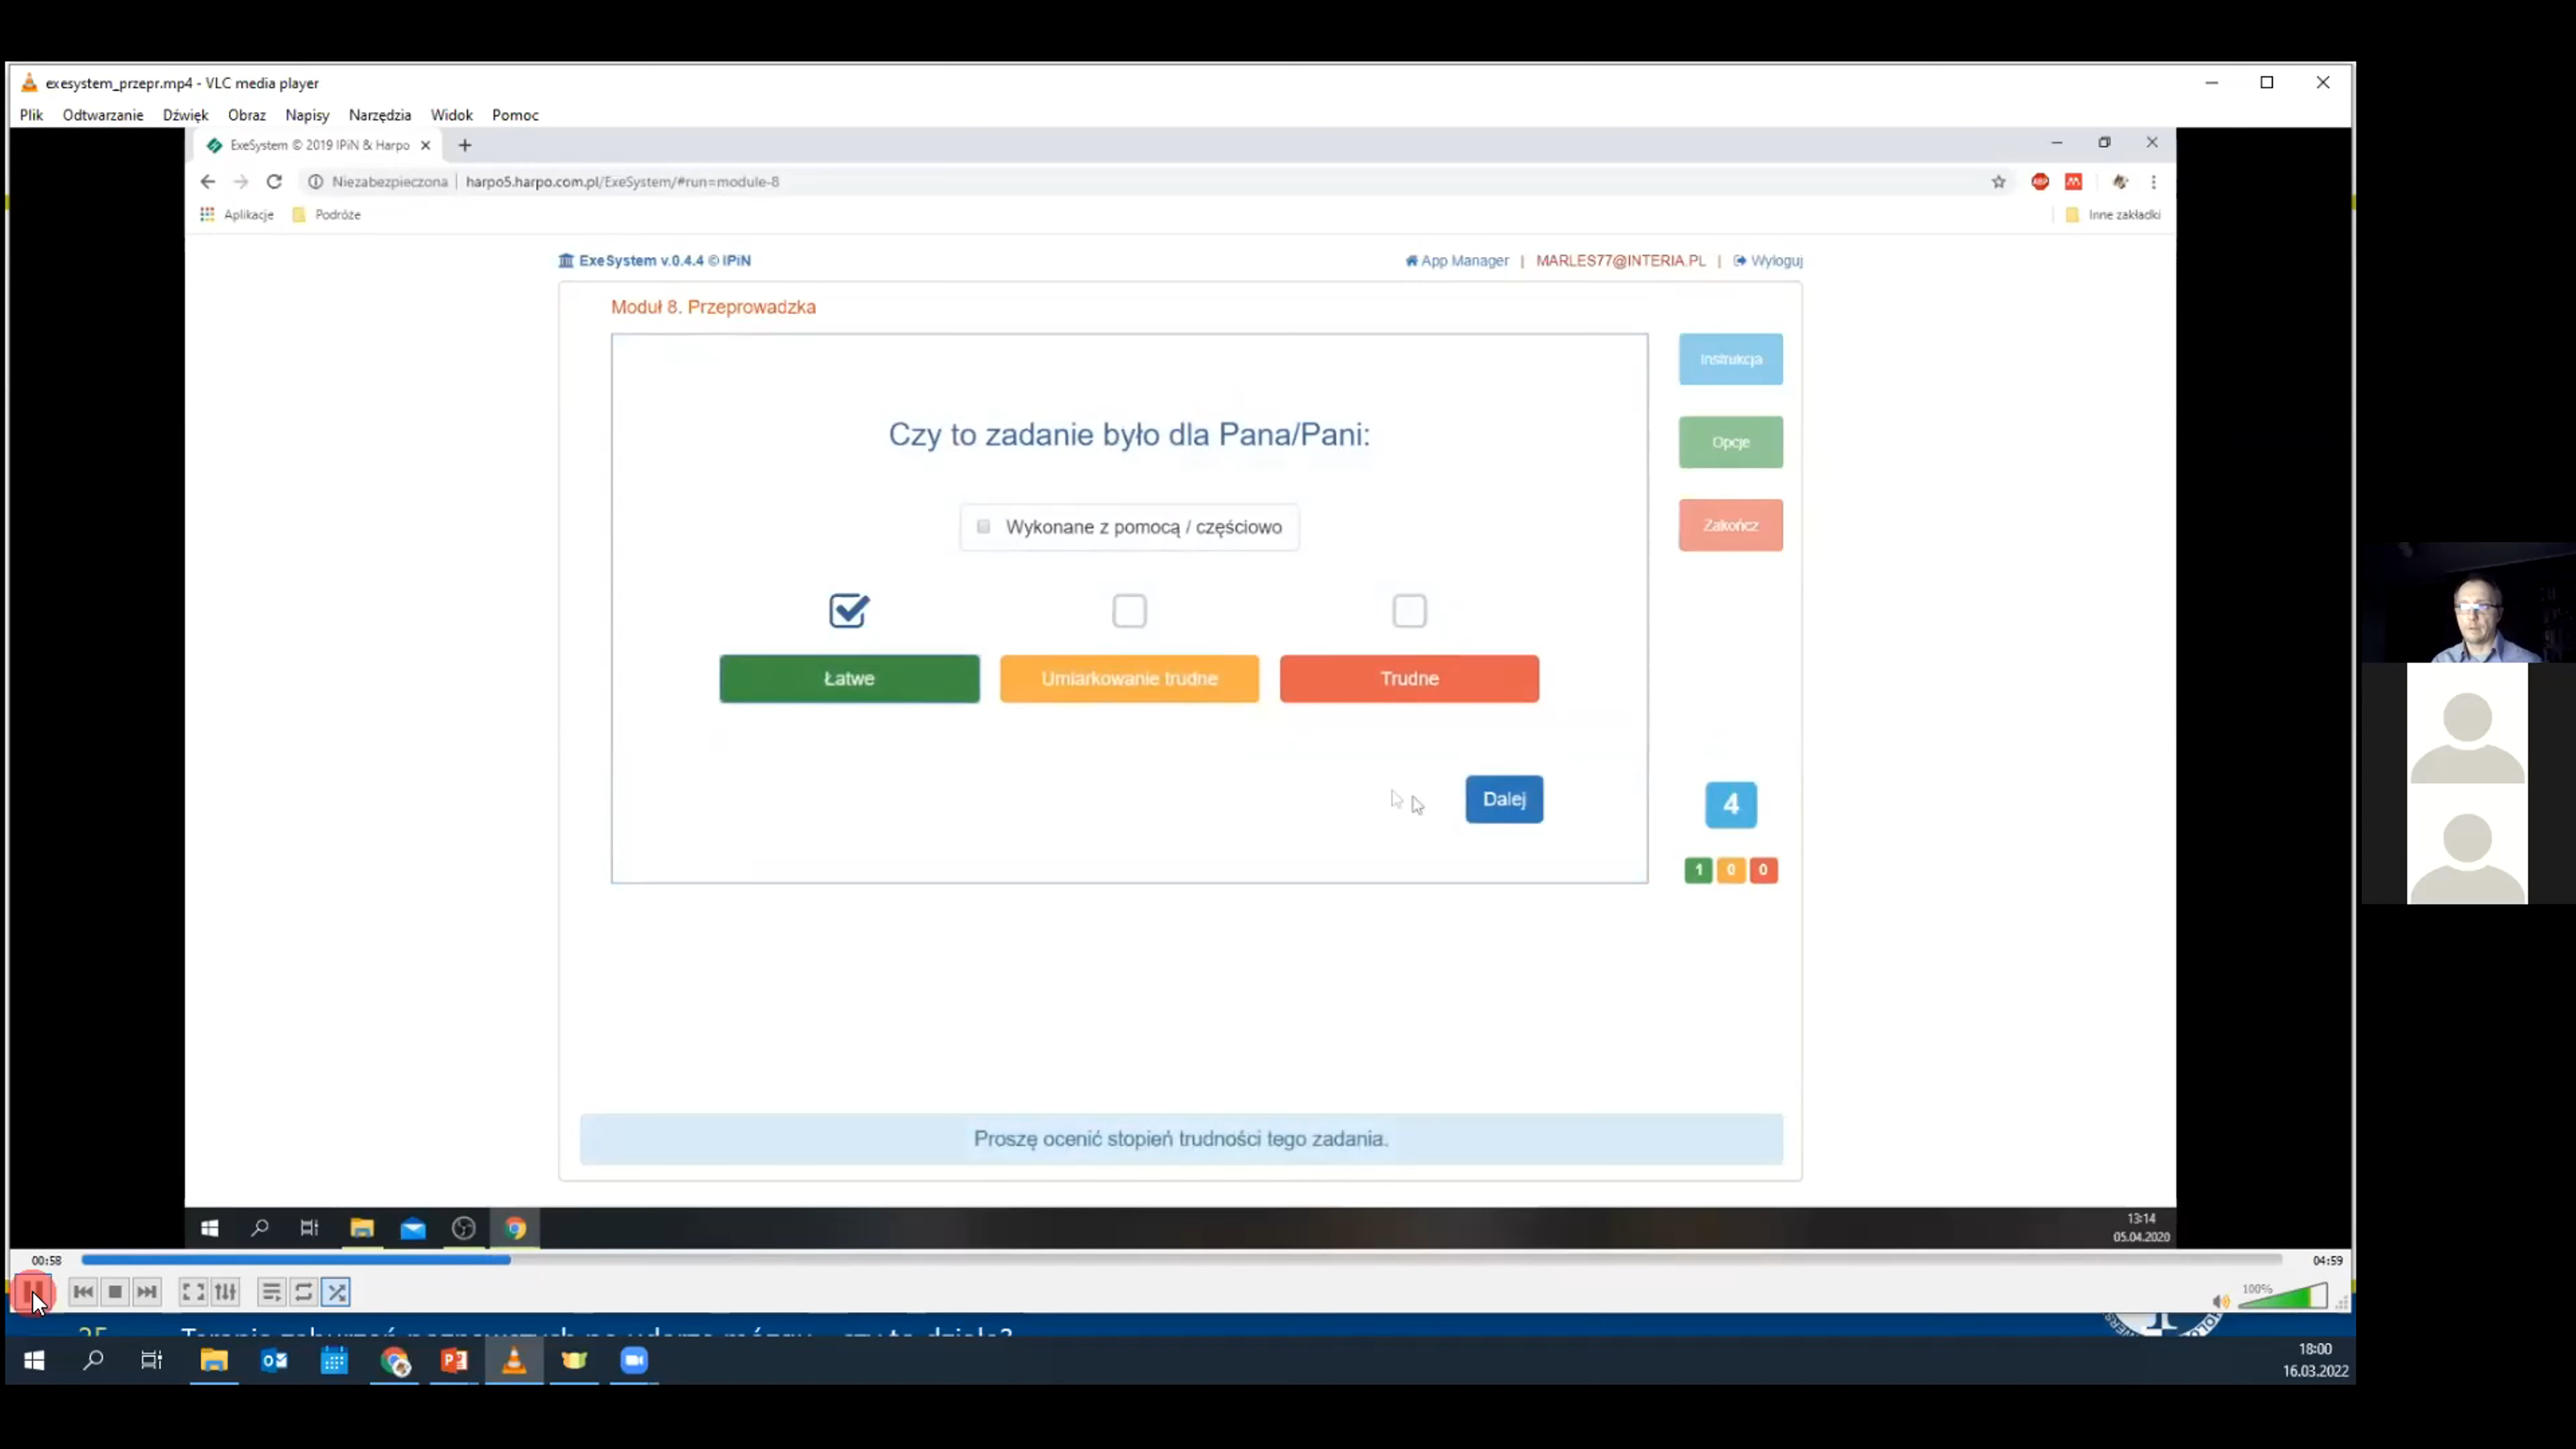 exesystem_przepr.mp4 - VLC media player
Plik Odtwarzanie Dźwięk Obraz Napisy Narzędzia Widok Pomoc
ExeSystem © 2019 IPiN & Harpo
Niezabezpieczona harpo5.harpo.com.pl/ExeSystem/#run=module-8
ABP
Aplikacje Podróże Inne zakładki
ExeSystem v.0.4.4 © IPiN App Manager | MARLES77@INTERIA.PL | Wyloguj
Moduł 8. Przeprowadzka
Instrukcja
Czy to zadanie było dla Pana/Pani:
Opcje
Wykonane z pomocą / częściowo
Zakończ
Łatwe Umiarkowanie trudne Trudne
Dalej
4
1 0 0
Proszę ocenić stopień trudności tego zadania.
13:14
05.04.2020
00:58 04:59
100%
18:00
16.03.2022